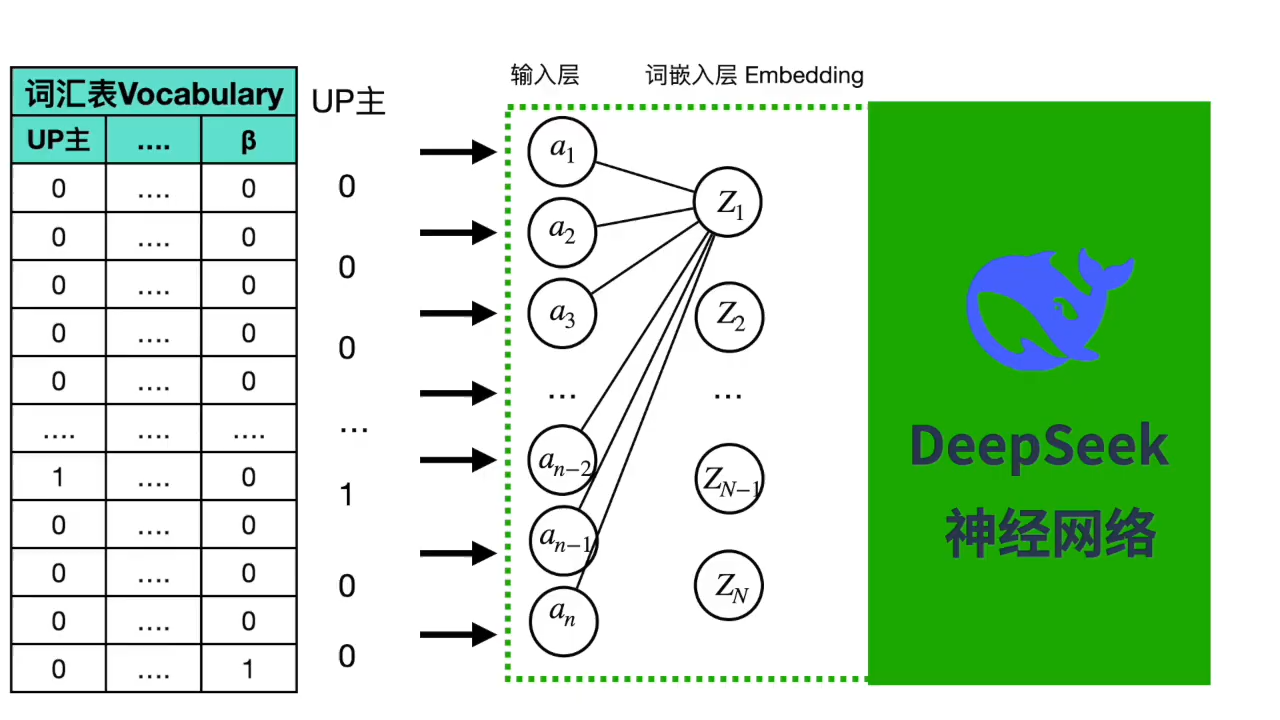 输入层 词嵌入层 Embedding
词汇表Vocabulary
UP主 …. β
0 …. 0
0 …. 0
0 …. 0
0 …. 0
0 …. 0
…. …. ….
1 …. 0
0 …. 0
0 …. 0
0 …. 0
0 …. 1
UP主
0
0
0
…
1
0
0
a1
a2
a3
…
an−2
an−1
an
Z1
Z2
…
ZN−1
ZN
DeepSeek
神经网络